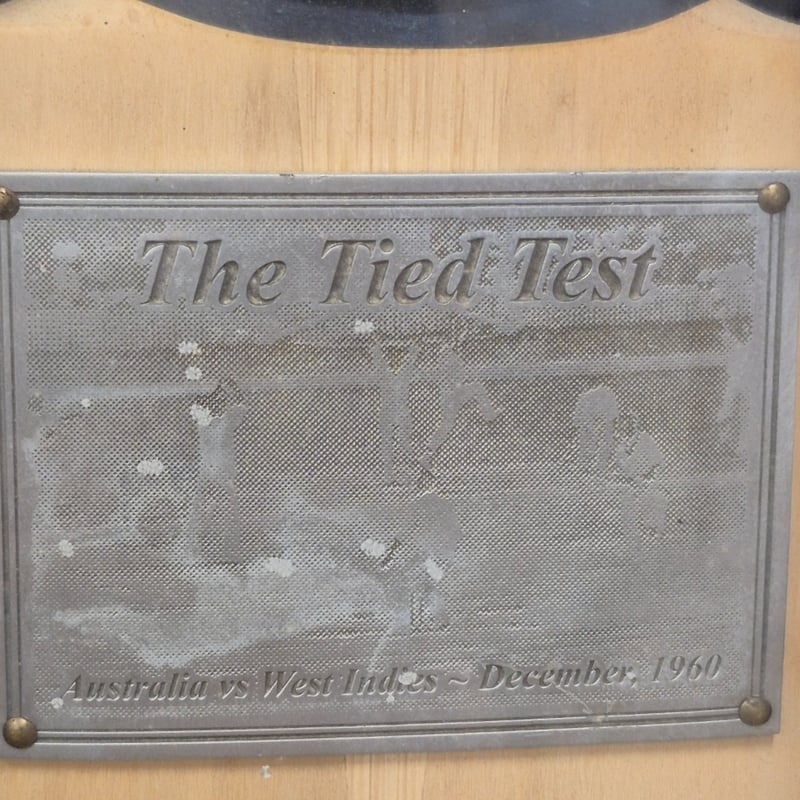 The Tied Test
Australia vs West Indies ~ December, 1960